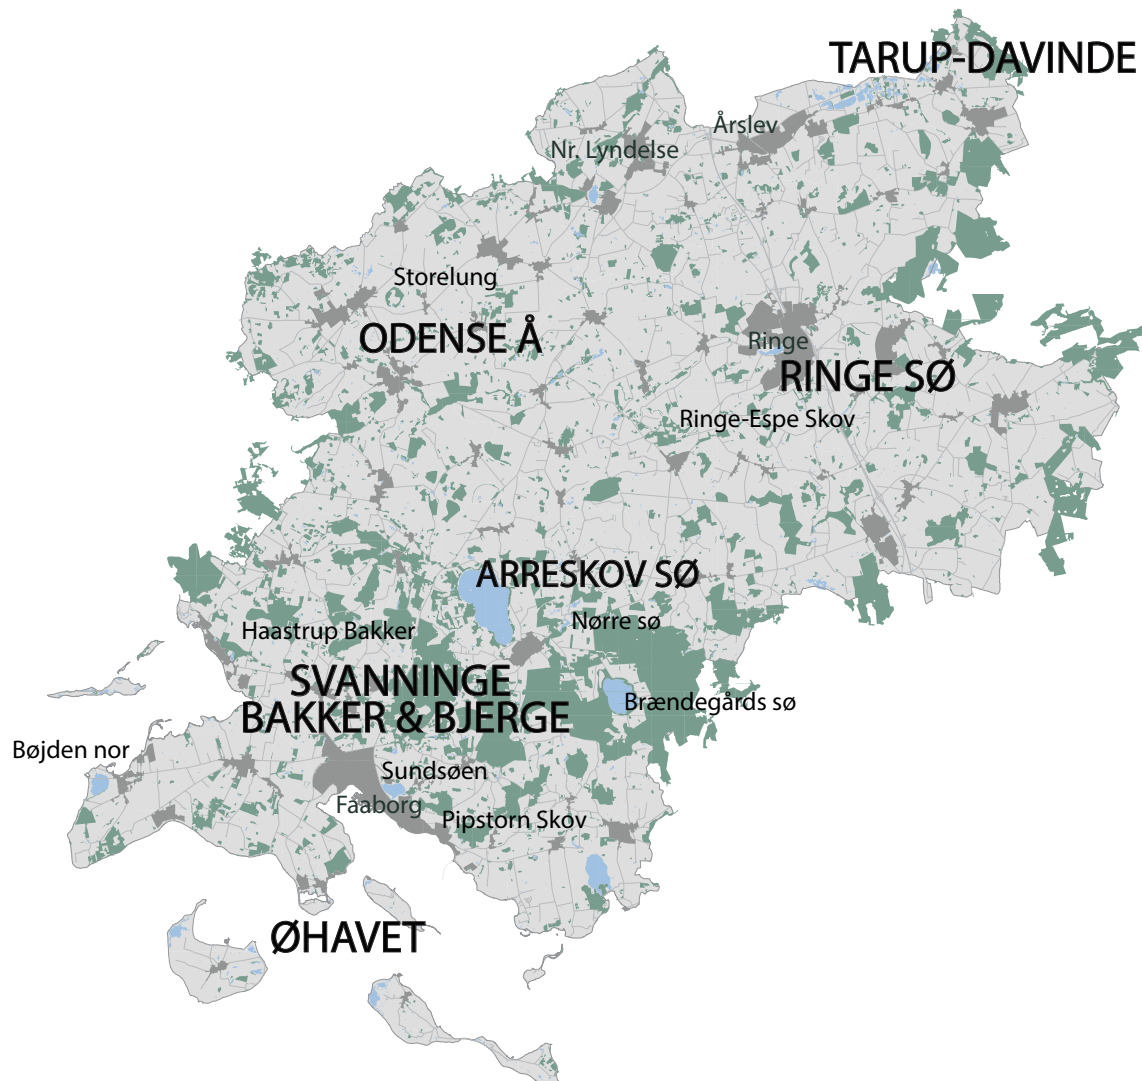 TARUP-DAVINDE
Årslev
Nr. Lyndelse
Storelung
ODENSE Å
Ringe
RINGE SØ
Ringe-Espe Skov
ARRESKOV SØ
Nørre sø
Haastrup Bakker
SVANNINGE
BAKKER & BJERGE
Brændegårds sø
Bøjden nor
Sundsøen
Faaborg
Pipstorn Skov
ØHAVET